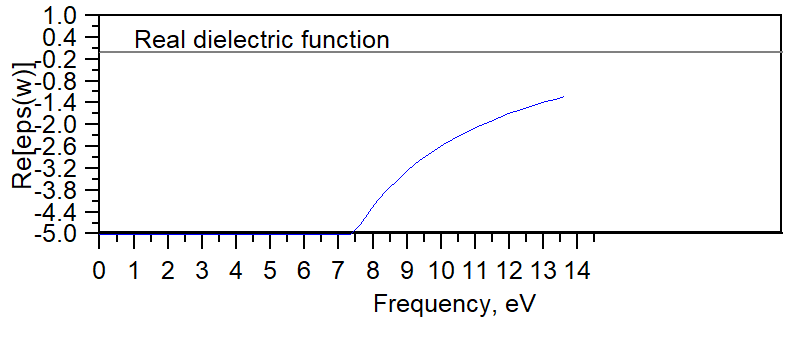 1.0
Real dielectric function
0.4
-0.2
-0.8
-1.4
-2.0
-2.6
-3.2
-3.8
-4.4
-5.0
Re[eps(w)]
0 1 2 3 4 5 6 7 8 9 10 11 12 13 14
Frequency, eV